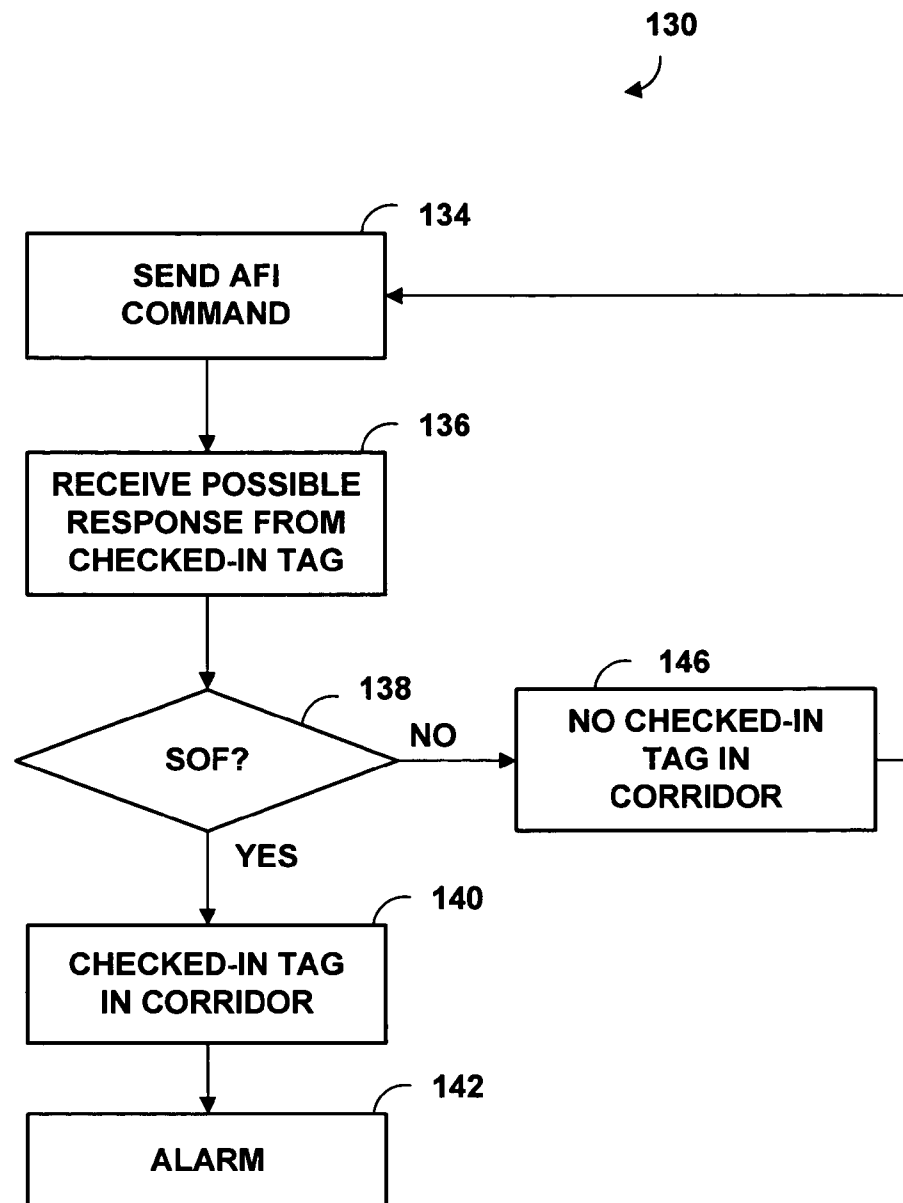 130
134
SEND AFI
COMMAND
136
RECEIVE POSSIBLE
RESPONSE FROM
CHECKED-IN TAG
138
SOF?
NO
146
NO CHECKED-IN
TAG IN
CORRIDOR
YES
140
CHECKED-IN TAG
IN CORRIDOR
142
ALARM